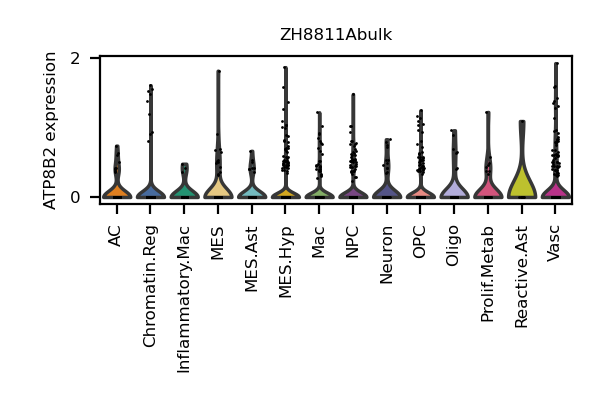 ZH8811Abulk
ATP8B2 expression
2
0
AC
Chromatin.Reg
Inflammatory.Mac
MES
MES.Ast
MES.Hyp
Mac
NPC
Neuron
OPC
Oligo
Prolif.Metab
Reactive.Ast
Vasc